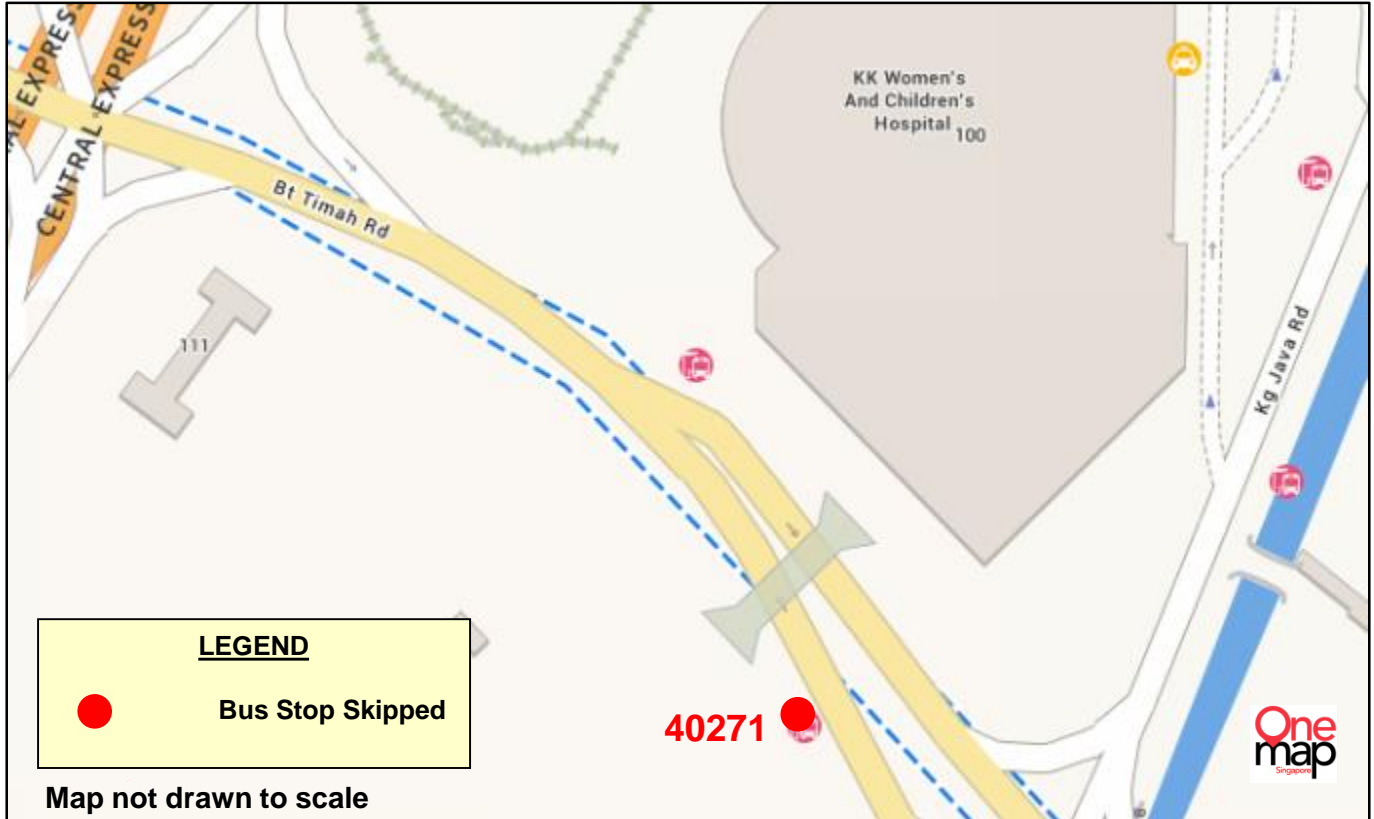 CENTRAL EXPRESS
AL EXPRESS
KK Women's
And Children's
Hospital 100
Bt Timah Rd
111
Kg Java Rd
LEGEND
Bus Stop Skipped
40271
One
map
Singapore
Map not drawn to scale